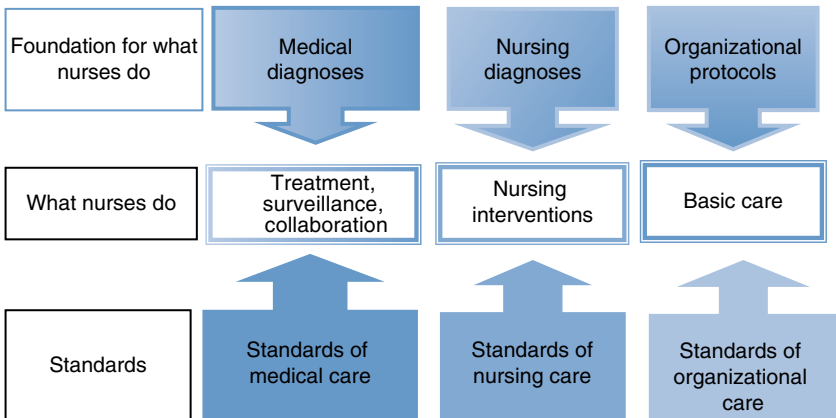 Foundation for what
nurses do
Medical
diagnoses
Nursing
diagnoses
Organizational
protocols
What nurses do
Treatment,
surveillance,
collaboration
Nursing
interventions
Basic care
Standards
Standards of
medical care
Standards of
nursing care
Standards of
organizational
care